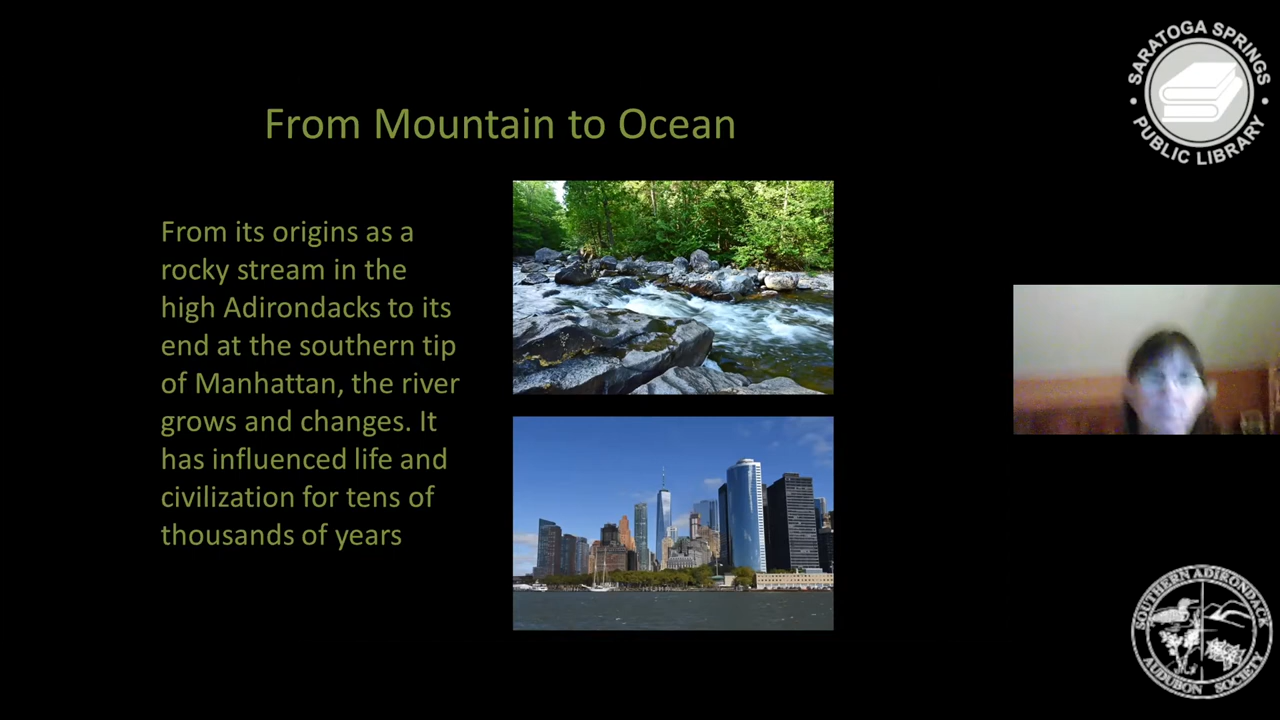 From Mountain to Ocean
From its origins as a
rocky stream in the
high Adirondacks to its
end at the southern tip
of Manhattan, the river
grows and changes. It
has influenced life and
civilization for tens of
thousands of years
SARATOGA SPRINGS
PUBLIC LIBRARY
SOUTHERN ADIRONDACK
AUDUBON SOCIETY